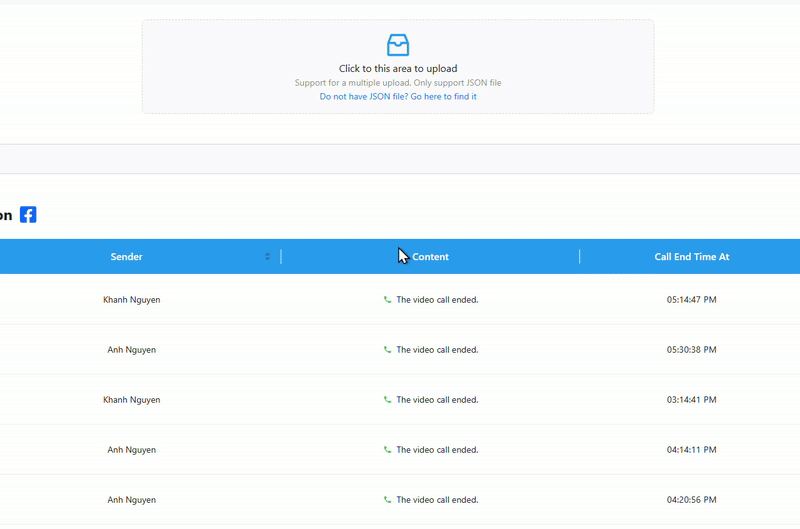 Click to this area to upload
Support for a multiple upload. Only support JSON file
Do not have JSON file? Go here to find it
on
Sender Content Call End Time At
Khanh Nguyen The video call ended. 05:14:47 PM
Anh Nguyen The video call ended. 05:30:38 PM
Khanh Nguyen The video call ended. 03:14:41 PM
Anh Nguyen The video call ended. 04:14:11 PM
Anh Nguyen The video call ended. 04:20:56 PM